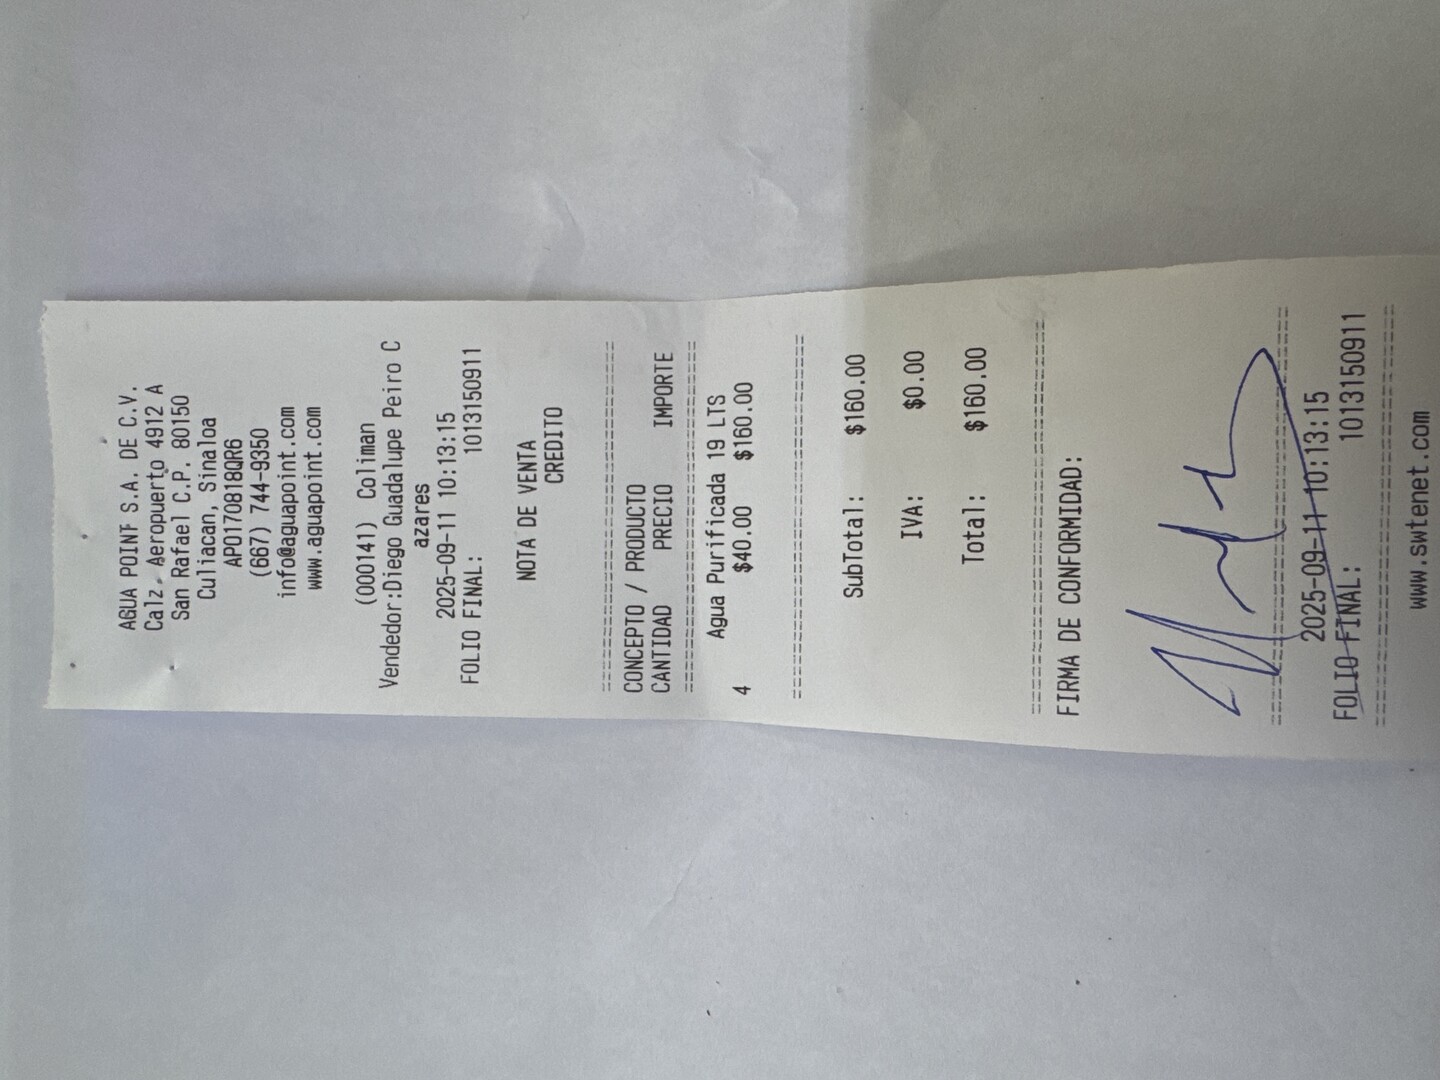 AGUA POINT S.A. DE C.V.
Calz. Aeropuerto 4912 A
San Rafael C.P. 80150
Culiacan, Sinaloa
APO170818QR6
(667) 744-9350
info@aguapoint.com
www.aguapoint.com
(000141) Coliman
Vendedor:Diego Guadalupe Peiro C
azares
2025-09-11 10:13:15
FOLIO FINAL: 1013150911
NOTA DE VENTA
CREDITO
CONCEPTO / PRODUCTO
CANTIDAD PRECIO IMPORTE
Agua Purificada 19 LTS
4 $40.00 $160.00
SubTotal: $160.00
IVA: $0.00
Total: $160.00
FIRMA DE CONFORMIDAD:
2025-09-11 10:13:15
FOLIO FINAL: 1013150911
www.swtenet.com